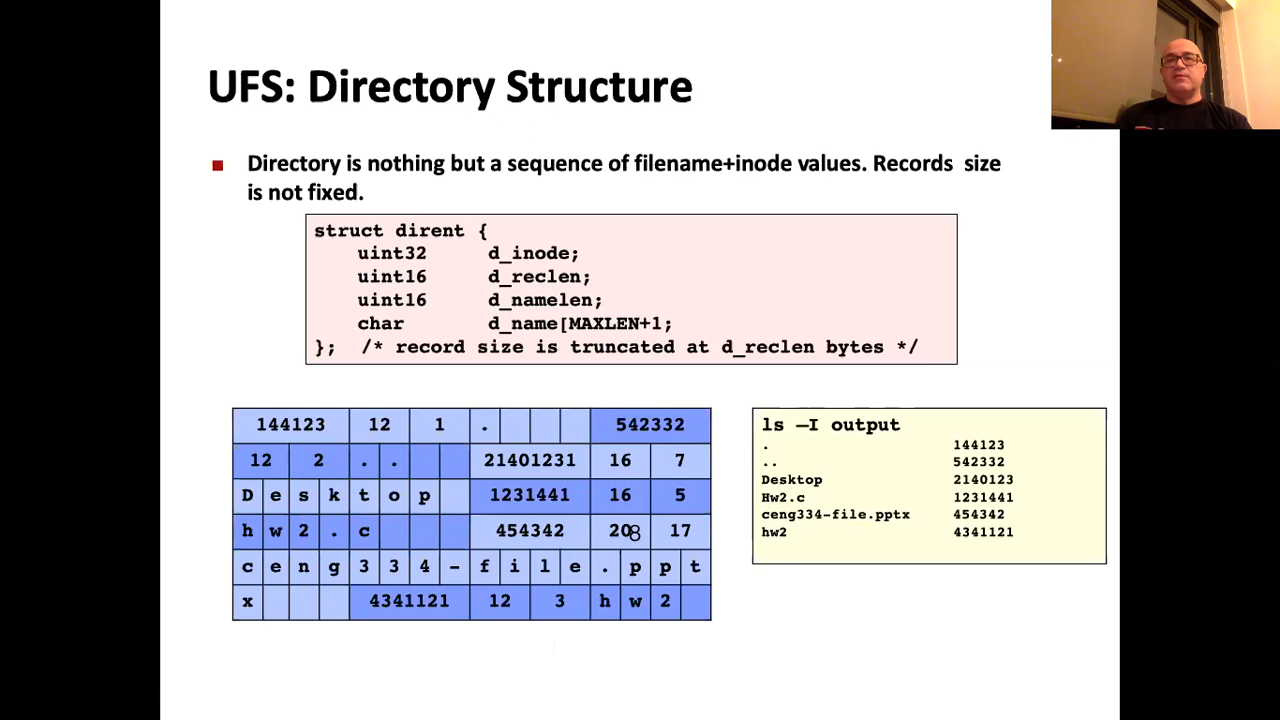 UFS: Directory Structure
■ Directory is nothing but a sequence of filename+inode values. Records size
is not fixed.
struct dirent {
uint32 d_inode;
uint16 d_reclen;
uint16 d_namelen;
char d_name[MAXLEN+1;
}; /* record size is truncated at d_reclen bytes */
144123 12 1 . 542332
12 2 . . 21401231 16 7
D e s k t o p 1231441 16 5
h w 2 . c 454342 208 17
c e n g 3 3 4 - f i l e . p p t
x 4341121 12 3 h w 2
ls –I output
. 144123
.. 542332
Desktop 2140123
Hw2.c 1231441
ceng334-file.pptx 454342
hw2 4341121